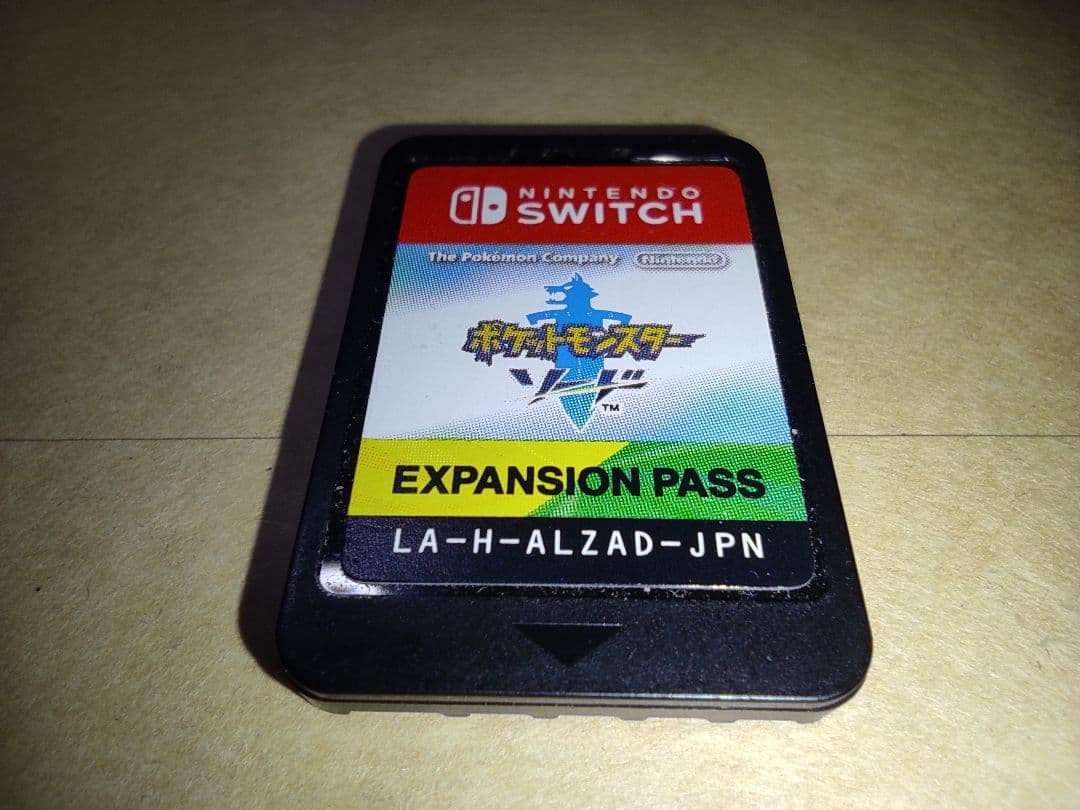 NINTENDO
SWITCH
The Pokémon Company Nintendo
ポケットモンスター
ソード TM
EXPANSION PASS
LA-H-ALZAD-JPN